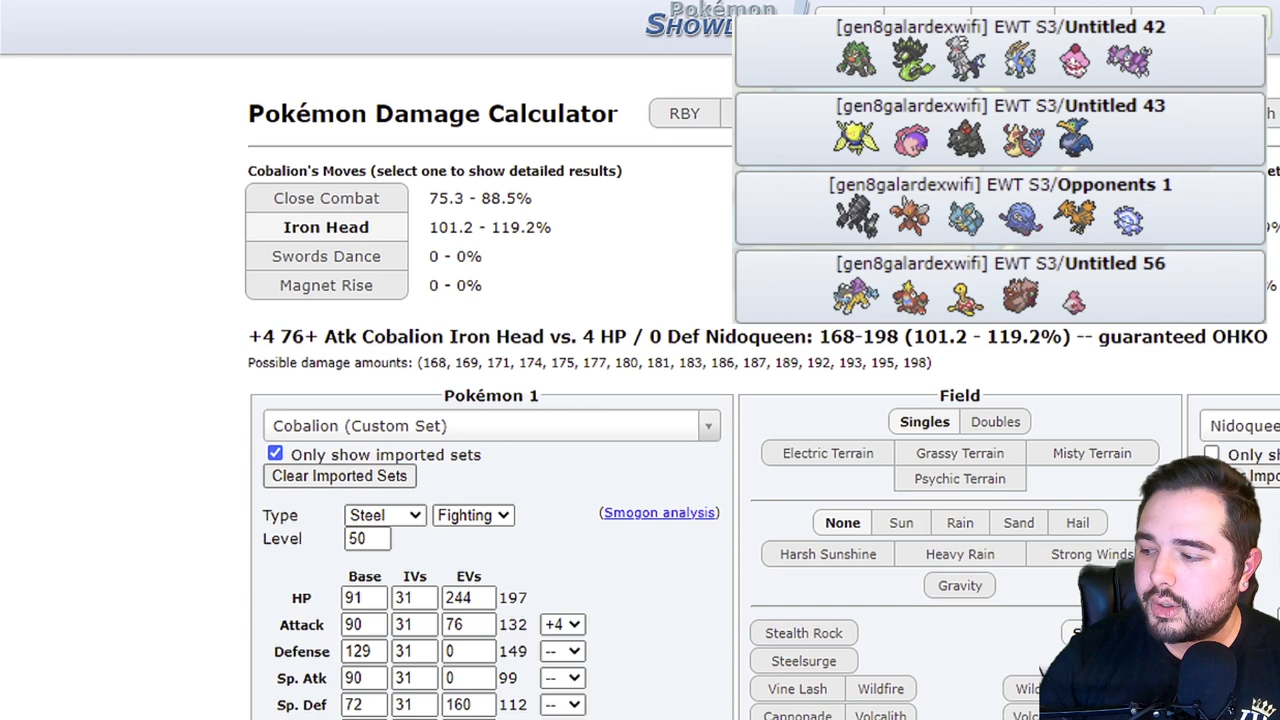 Pokémon
SHOW
[gen8galardexwifi] EWT S3/Untitled 42
Pokémon Damage Calculator
RBY
[gen8galardexwifi] EWT S3/Untitled 43
Cobalion's Moves (select one to show detailed results)
Close Combat 75.3 - 88.5%
[gen8galardexwifi] EWT S3/Opponents 1
Iron Head 101.2 - 119.2%
Swords Dance 0 - 0%
[gen8galardexwifi] EWT S3/Untitled 56
Magnet Rise 0 - 0%
+4 76+ Atk Cobalion Iron Head vs. 4 HP / 0 Def Nidoqueen: 168-198 (101.2 - 119.2%) -- guaranteed OHKO
Possible damage amounts: (168, 169, 171, 174, 175, 177, 180, 181, 183, 186, 187, 189, 192, 193, 195, 198)
Pokémon 1
Cobalion (Custom Set)
Only show imported sets
Clear Imported Sets
Type Steel Fighting (Smogon analysis)
Level 50
Base IVs EVs
HP 91 31 244 197
Attack 90 31 76 132 +4
Defense 129 31 0 149 --
Sp. Atk 90 31 0 99 --
Sp. Def 72 31 160 112 --
Field
Singles Doubles
Electric Terrain Grassy Terrain Misty Terrain
Psychic Terrain
None Sun Rain Sand Hail
Harsh Sunshine Heavy Rain Strong Winds
Gravity
Stealth Rock
Steelsurge
Vine Lash Wildfire
Cannonade Volcalith
Nidoquee
Only sh